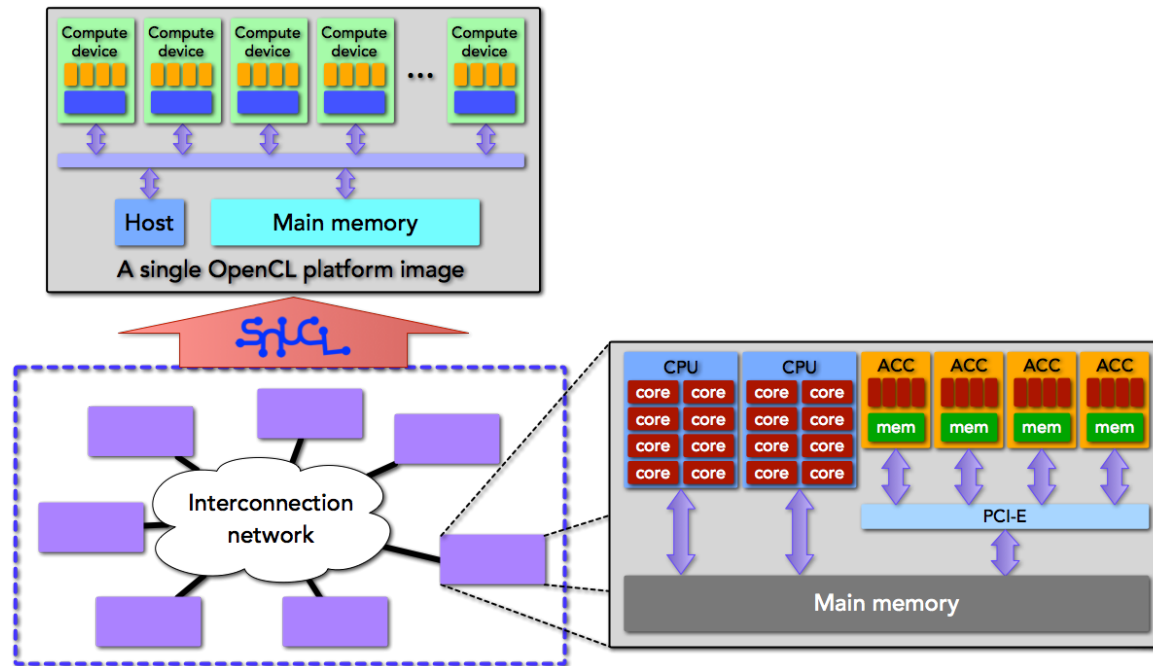 Compute device
Compute device
Compute device
Compute device
...
Compute device
Host
Main memory
A single OpenCL platform image
SnUCL
Interconnection
network
CPU
core core
core core
core core
core core
CPU
core core
core core
core core
core core
ACC
mem
ACC
mem
ACC
mem
ACC
mem
PCI-E
Main memory